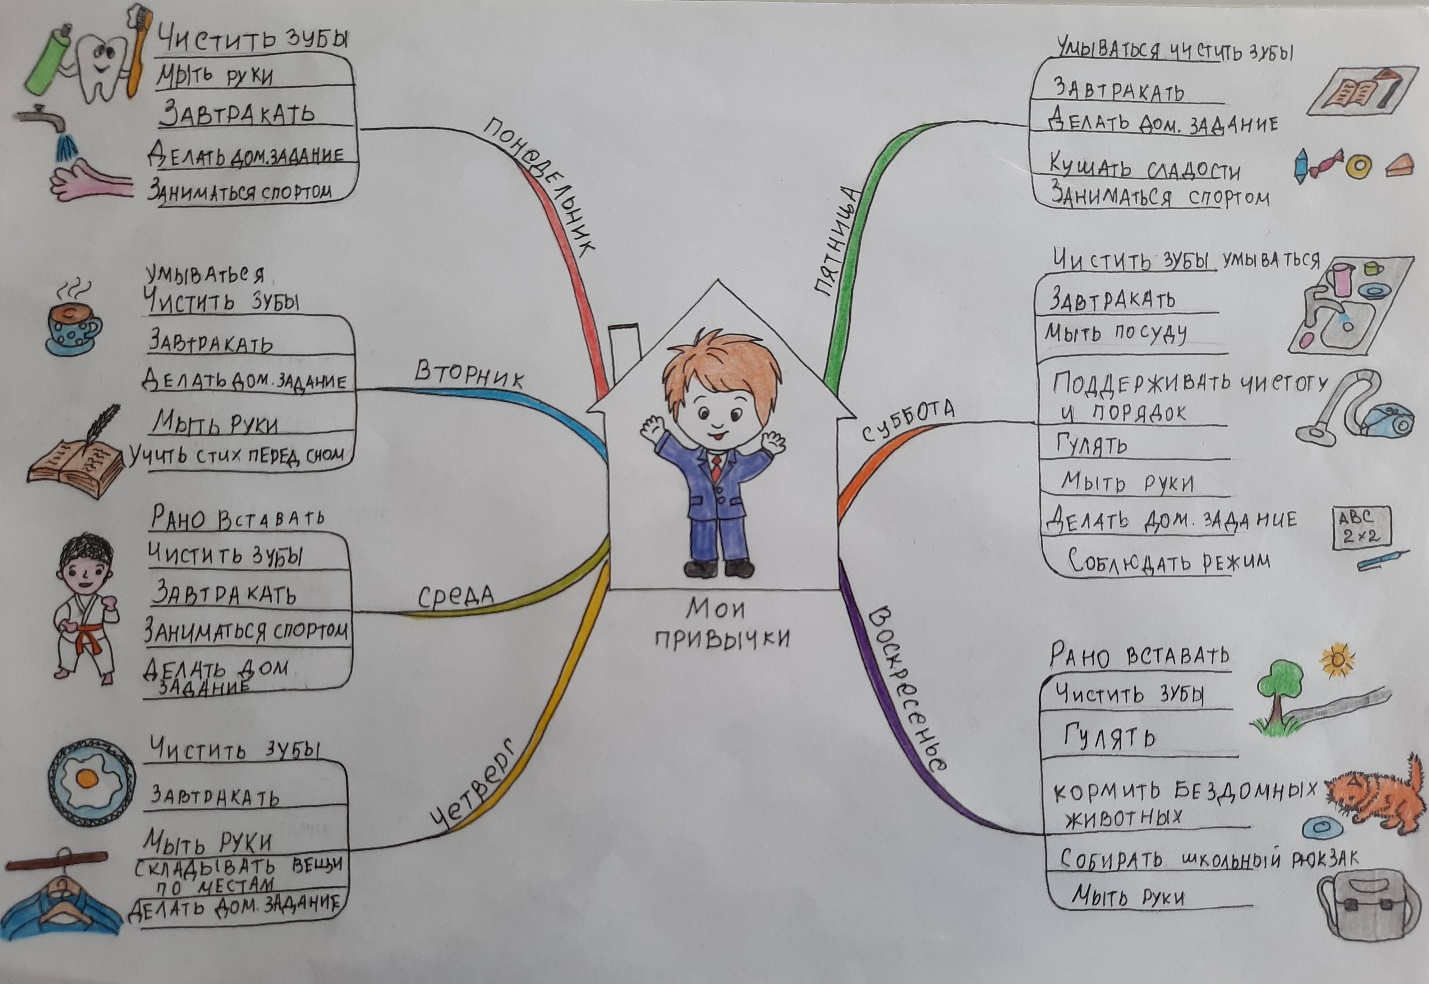 Чистить зубы
Мыть руки
Завтракать
Делать дом.задание
Заниматься спортом
Понедельник
умываться
Чистить зубы
Завтракать
Делать дом.задание
Мыть руки
Учить стих перед сном
Вторник
Рано вставать
Чистить зубы
Завтракать
Заниматься спортом
Делать дом
задание
Среда
Чистить зубы
Завтракать
Мыть руки
складывать вещи
по местам
Делать дом.задание
Четверг
Мои
привычки
Пятница
Умываться чистить зубы
Завтракать
Делать дом. задание
Кушать сладости
Заниматься спортом
Суббота
Чистить зубы умываться
Завтракать
Мыть посуду
Поддерживать чистоту
и порядок
Гулять
Мыть руки
Делать дом. задание
Соблюдать режим
ABC
2×2
Воскресенье
Рано вставать
Чистить зубы
Гулять
кормить бездомных
животных
Собирать школьный рюкзак
Мыть руки